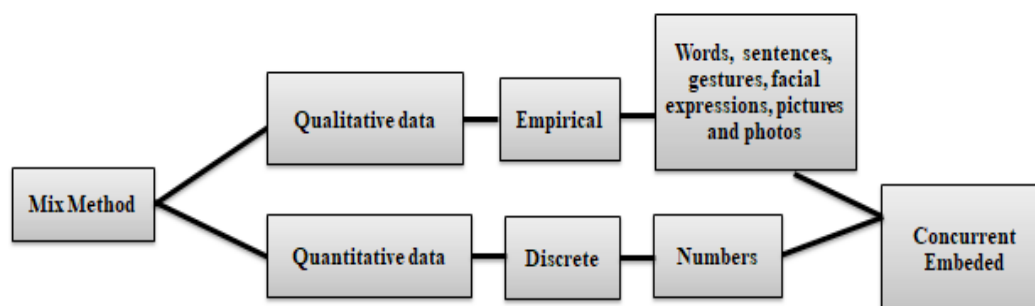 Mix Method
Qualitative data
Empirical
Words, sentences,
gestures, facial
expressions, pictures
and photos
Quantitative data
Discrete
Numbers
Concurrent
Embeded